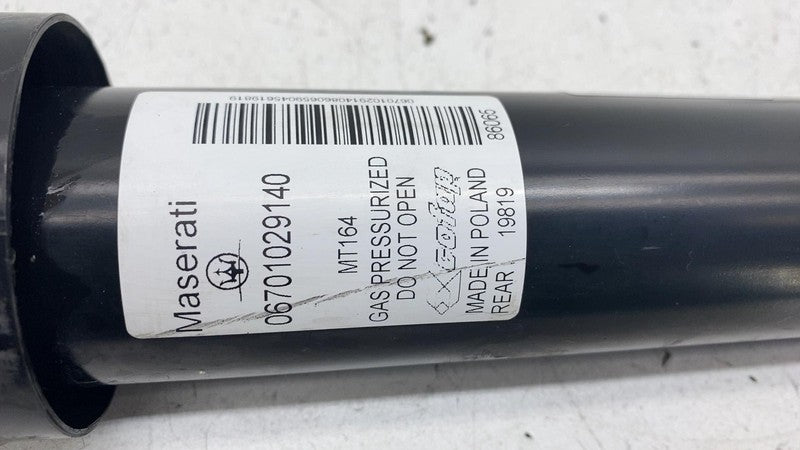 Maserati
06701029140
MT164
GAS PRESSURIZED
DO NOT OPEN
MADE IN POLAND
REAR 19819
86065